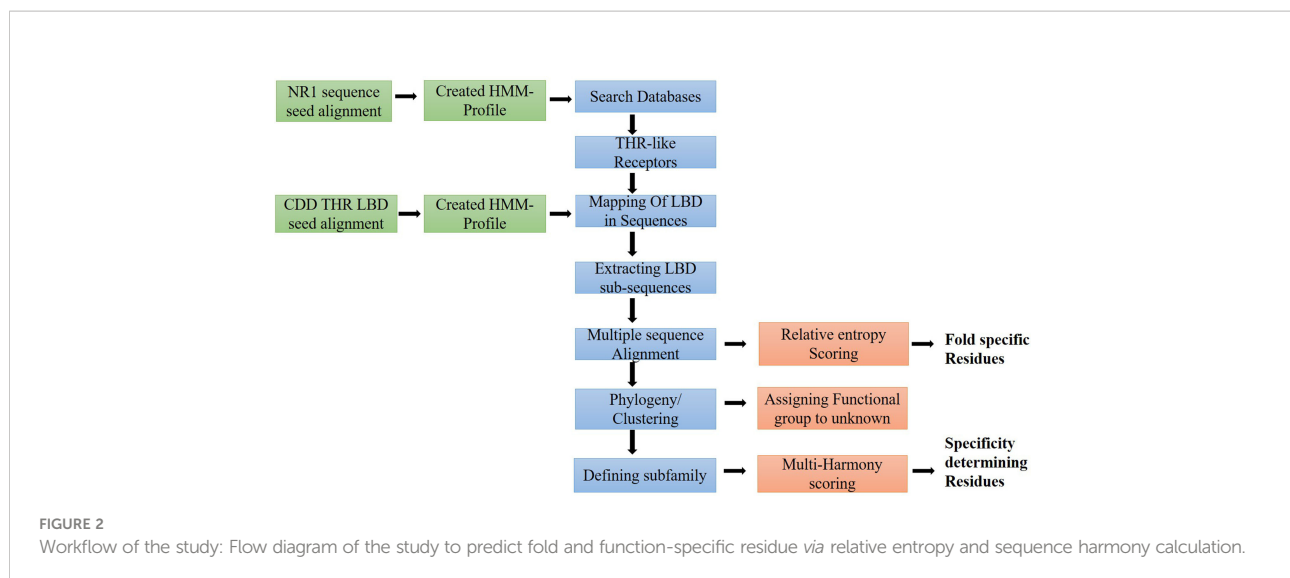 NR1 sequence
seed alignment
Created HMM-
Profile
Search Databases
THR-like
Receptors
CDD THR LBD
seed alignment
Created HMM-
Profile
Mapping Of LBD
in Sequences
Extracting LBD
sub-sequences
Multiple sequence
Alignment
Relative entropy
Scoring
Fold specific
Residues
Phylogeny/
Clustering
Assigning Functional
group to unknown
Defining subfamily
Multi-Harmony
scoring
Specificity
determining
Residues
FIGURE 2
Workflow of the study: Flow diagram of the study to predict fold and function-specific residue via relative entropy and sequence harmony calculation.